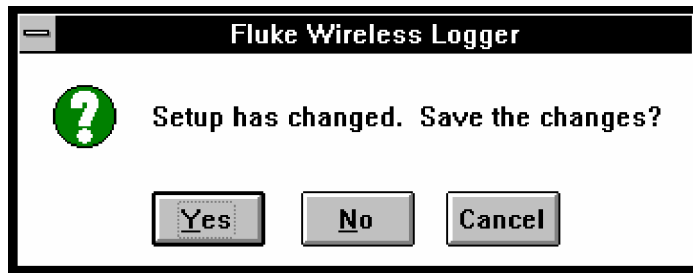 Fluke Wireless Logger
Setup has changed.  Save the changes?
Yes
No
Cancel